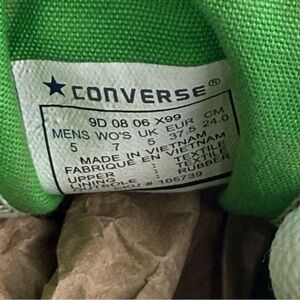 ★CONVERSE®
9D 08 06 X99
MENS WO'S UK EUR CM
5 7 5 37.5 24.0
MADE IN VIETNAM
FABRIQUÉ EN VIETNAM
UPPER : TEXTILE
LINING : TEXTILE
OUTSOLE : RUBBER